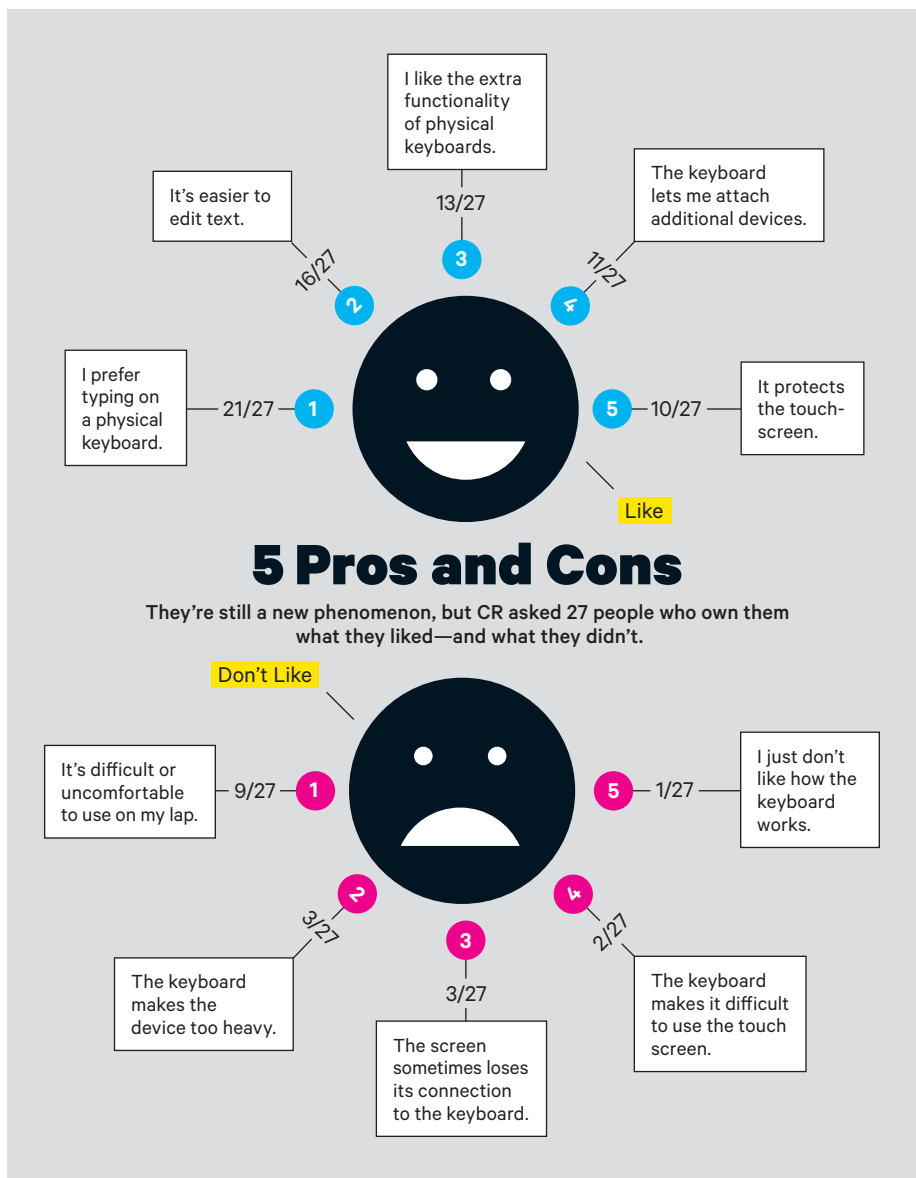 I like the extra
functionality
of physical
keyboards.
13/27
3
It's easier to
edit text.
16/27
2
The keyboard
lets me attach
additional devices.
11/27
4
I prefer
typing on
a physical
keyboard.
21/27
1
5
10/27
It protects
the touch-
screen.
Like
5 Pros and Cons
They're still a new phenomenon, but CR asked 27 people who own them
what they liked—and what they didn't.
Don't Like
It's difficult or
uncomfortable
to use on my lap.
9/27
1
5
1/27
I just don't
like how the
keyboard
works.
2
3/27
The keyboard
makes the
device too heavy.
3
3/27
The screen
sometimes loses
its connection
to the keyboard.
4
2/27
The keyboard
makes it difficult
to use the touch
screen.